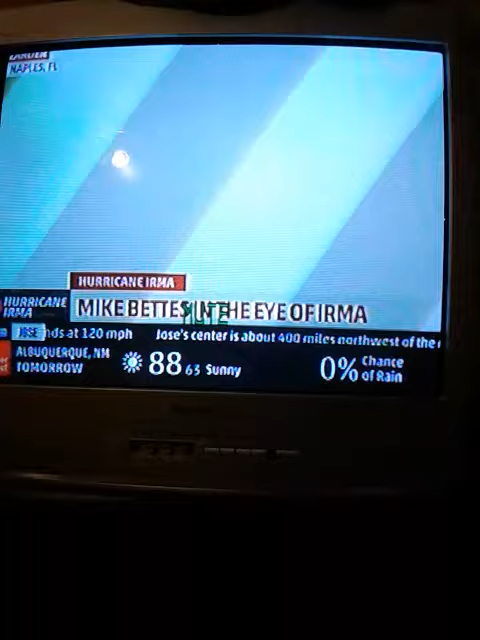 NAPLES, FL
HURRICANE IRMA
HURRICANE
IRMA
MIKE BETTES IN THE EYE OF IRMA
MUTE
JOSE nds at 120 mph Jose's center is about 400 miles northwest of the
ALBUQUERQUE, NM
TOMORROW
88 63 Sunny
0% Chance
of Rain